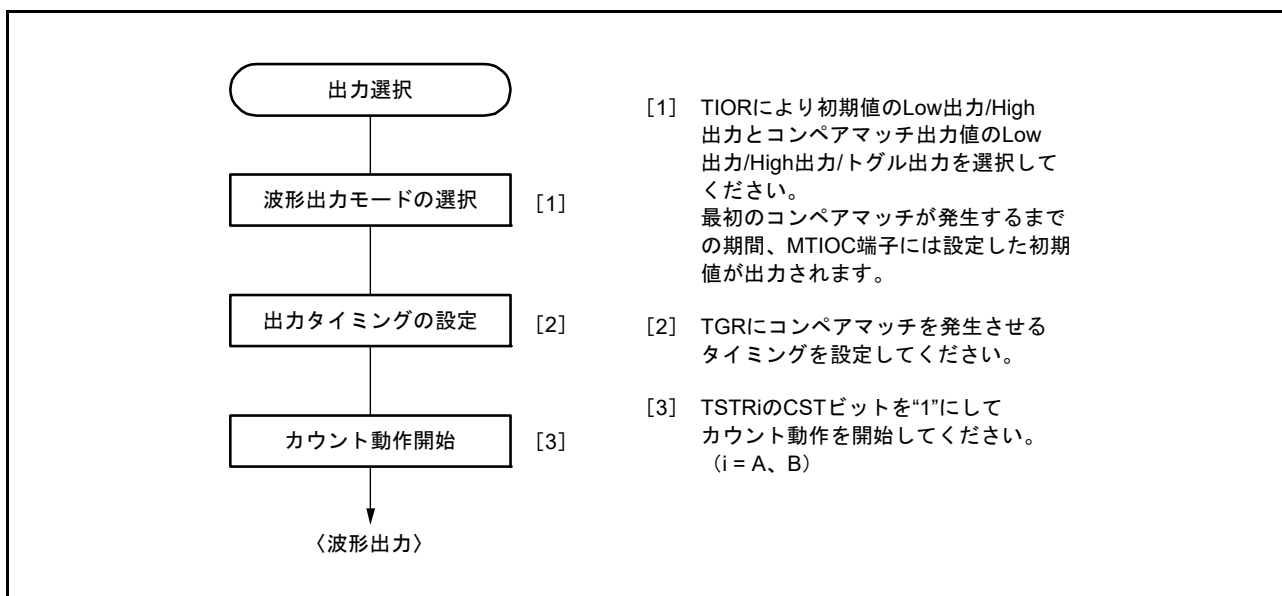 出力選択
波形出力モードの選択 [1]
出力タイミングの設定 [2]
カウント動作開始 [3]
〈波形出力〉
[1] TIORにより初期値のLow出力/High
出力とコンペアマッチ出力値のLow
出力/High出力/トグル出力を選択して
ください。
最初のコンペアマッチが発生するまで
の期間、MTIOC端子には設定した初期
値が出力されます。
[2] TGRにコンペアマッチを発生させる
タイミングを設定してください。
[3] TSTRiのCSTビットを“1”にして
カウント動作を開始してください。
（i = A、B）